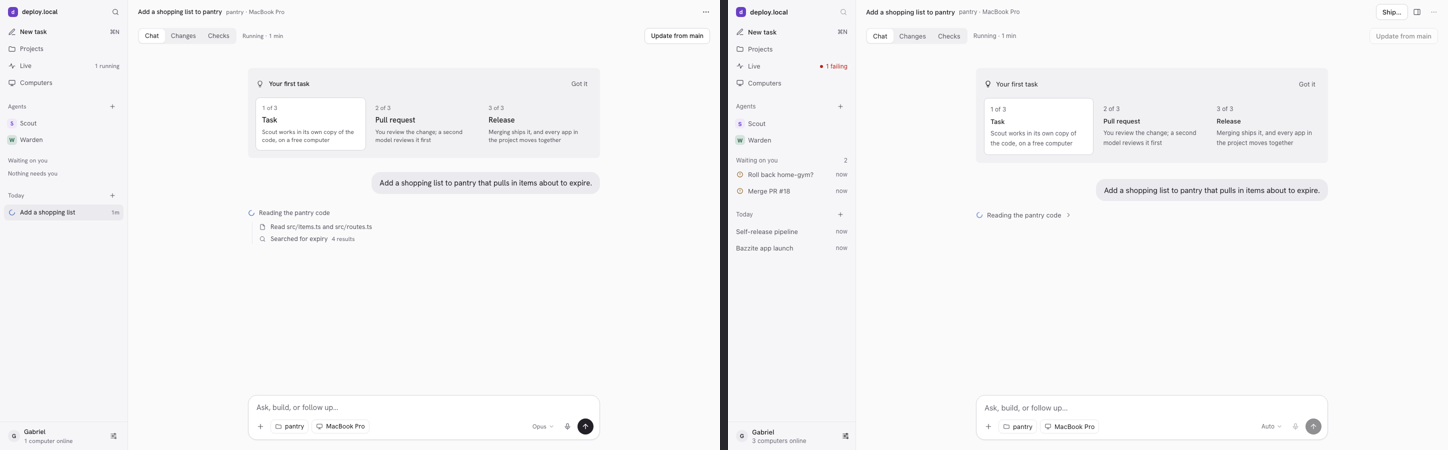 d deploy.local
New task ⌘N
Projects
Live 1 running
Computers
Agents +
S Scout
W Warden
Waiting on you
Nothing needs you
Today +
Add a shopping list 1m
G Gabriel
1 computer online
Add a shopping list to pantry pantry · MacBook Pro
Chat Changes Checks Running · 1 min Update from main
Your first task Got it
1 of 3
Task
Scout works in its own copy of the
code, on a free computer
2 of 3
Pull request
You review the change; a second
model reviews it first
3 of 3
Release
Merging ships it, and every app in
the project moves together
Add a shopping list to pantry that pulls in items about to expire.
Reading the pantry code
Read src/items.ts and src/routes.ts
Searched for expiry 4 results
Ask, build, or follow up...
+ pantry MacBook Pro Opus
d deploy.local
New task ⌘N
Projects
Live 1 failing
Computers
Agents +
S Scout
W Warden
Waiting on you 2
Roll back home-gym? now
Merge PR #18 now
Today +
Self-release pipeline now
Bazzite app launch now
G Gabriel
3 computers online
Add a shopping list to pantry pantry · MacBook Pro Ship...
Chat Changes Checks Running · 1 min Update from main
Your first task Got it
1 of 3
Task
Scout works in its own copy of
the code, on a free computer
2 of 3
Pull request
You review the change; a second
model reviews it first
3 of 3
Release
Merging ships it, and every app in
the project moves together
Add a shopping list to pantry that pulls in items about to expire.
Reading the pantry code
Ask, build, or follow up...
+ pantry MacBook Pro Auto